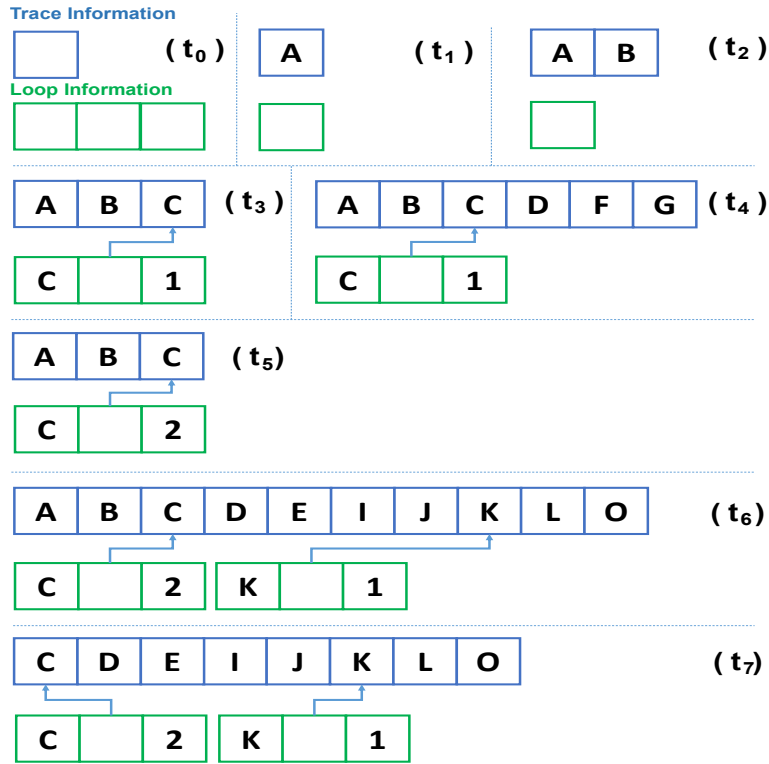 Trace Information
(t0) A (t1) A B (t2)
Loop Information
A B C (t3) A B C D F G (t4)
C 1 C 1
A B C (t5)
C 2
A B C D E I J K L O (t6)
C 2 K 1
C D E I J K L O (t7)
C 2 K 1